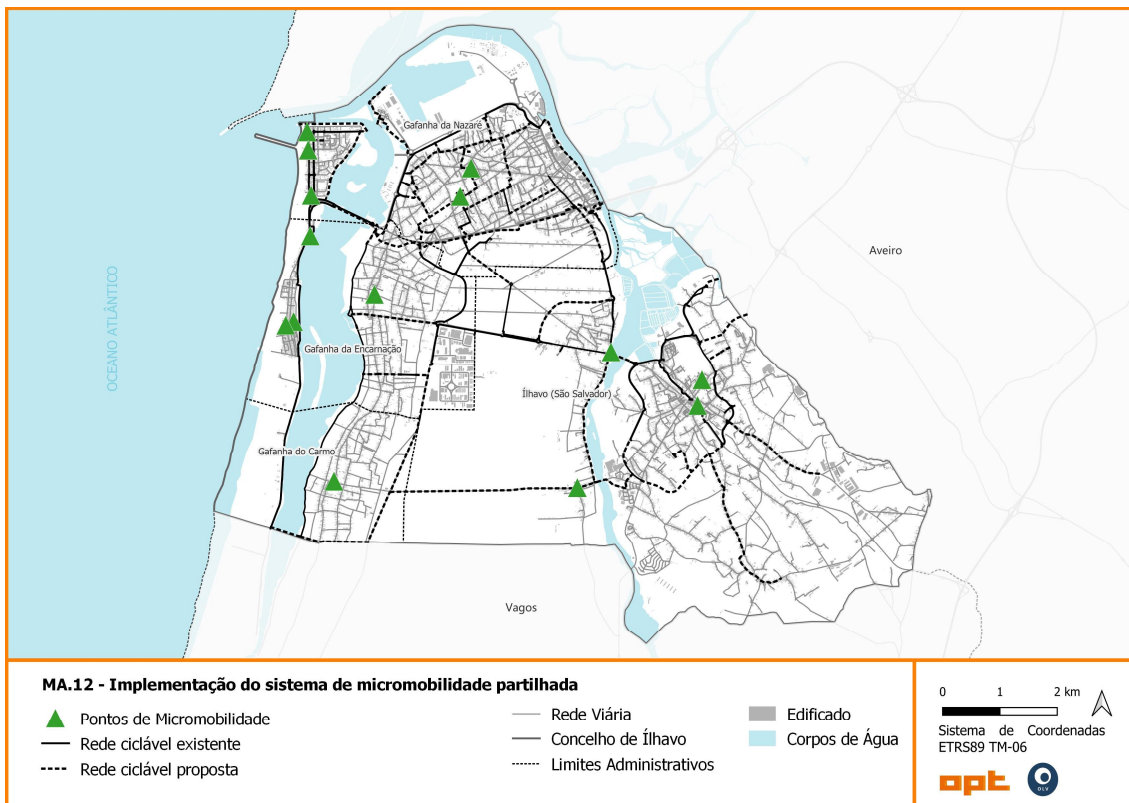 Gafanha da Nazaré
Aveiro
OCEANO ATLÂNTICO
Gafanha da Encarnação
Ílhavo (São Salvador)
Gafanha do Carmo
Vagos
MA.12 - Implementação do sistema de micromobilidade partilhada
Pontos de Micromobilidade
Rede ciclável existente
Rede ciclável proposta
Rede Viária
Concelho de Ílhavo
Limites Administrativos
Edificado
Corpos de Água
0 1 2 km
Sistema de Coordenadas
ETRS89 TM-06
opt
OLV